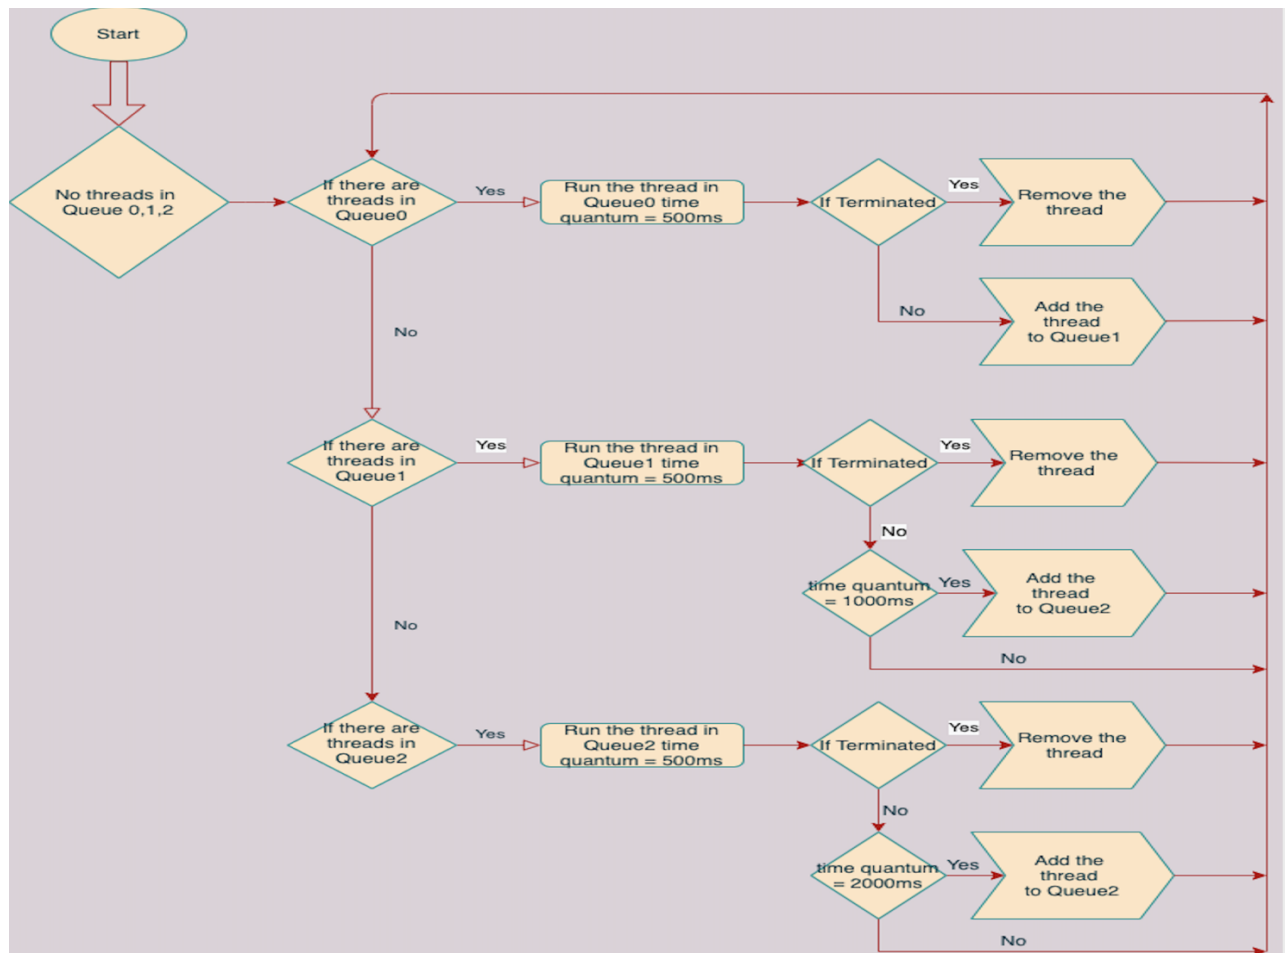 Start
No threads in
Queue 0,1,2
If there are
threads in
Queue0
Yes
Run the thread in
Queue0 time
quantum = 500ms
If Terminated
Yes
Remove the
thread
No
Add the
thread
to Queue1
No
If there are
threads in
Queue1
Yes
Run the thread in
Queue1 time
quantum = 500ms
If Terminated
Yes
Remove the
thread
No
time quantum
= 1000ms
Yes
Add the
thread
to Queue2
No
No
If there are
threads in
Queue2
Yes
Run the thread in
Queue2 time
quantum = 500ms
If Terminated
Yes
Remove the
thread
No
time quantum
= 2000ms
Yes
Add the
thread
to Queue2
No